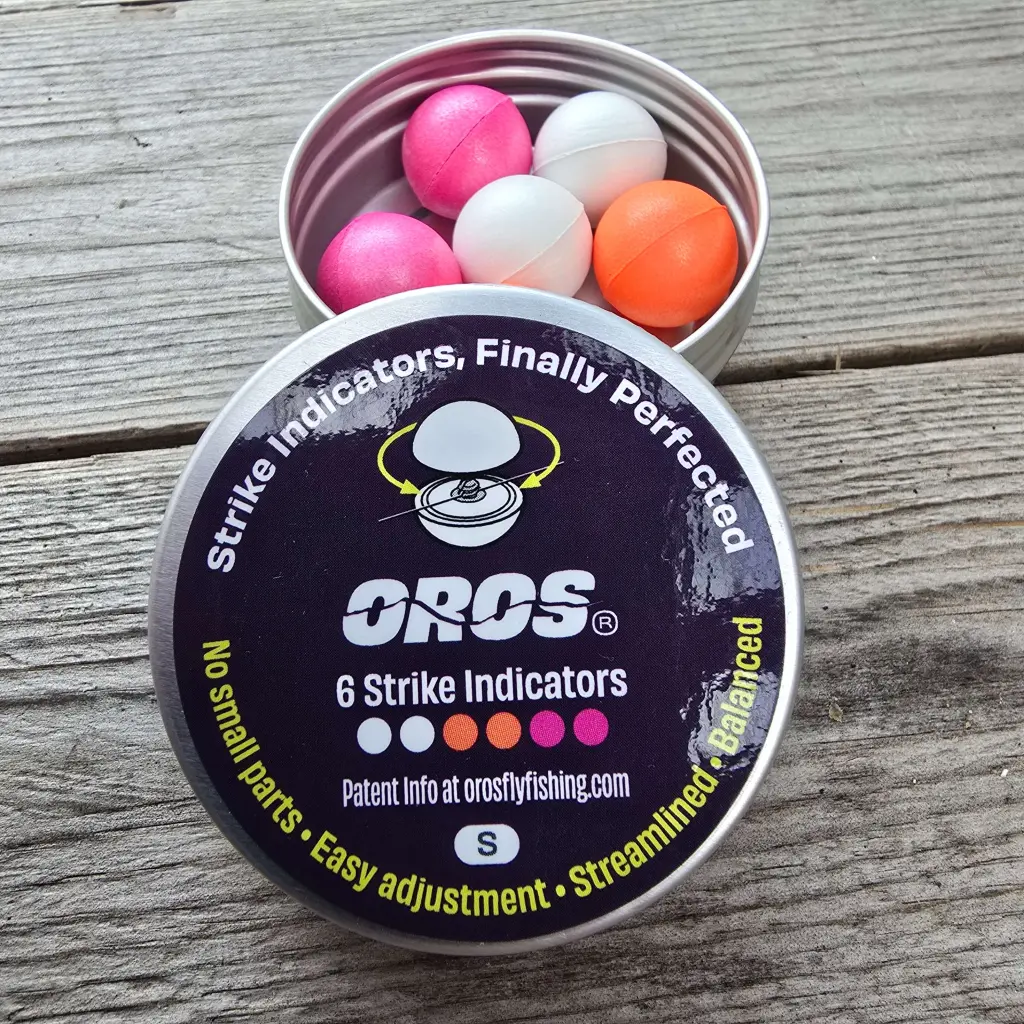 Strike Indicators, Finally Perfected
OROS®
6 Strike Indicators
Patent Info at orosflyfishing.com
S
No small parts • Easy adjustment • Streamlined • Balanced